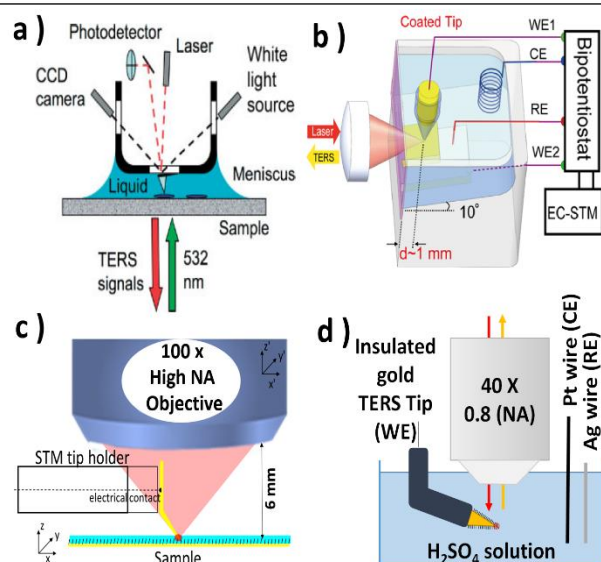 a )
Photodetector
Laser
CCD
camera
White
light
source
Liquid
Meniscus
Sample
TERS
signals
532
nm
b )
Coated Tip
WE1
CE
RE
WE2
Bipotentiostat
EC-STM
Laser
TERS
10°
d~1 mm
c )
100 x
High NA
Objective
z'
y'
x'
STM tip holder
electrical contact
6 mm
z
y
x
Sample
d )
Insulated
gold
TERS Tip
(WE)
40 X
0.8 (NA)
Pt wire (CE)
Ag wire (RE)
H₂SO₄ solution